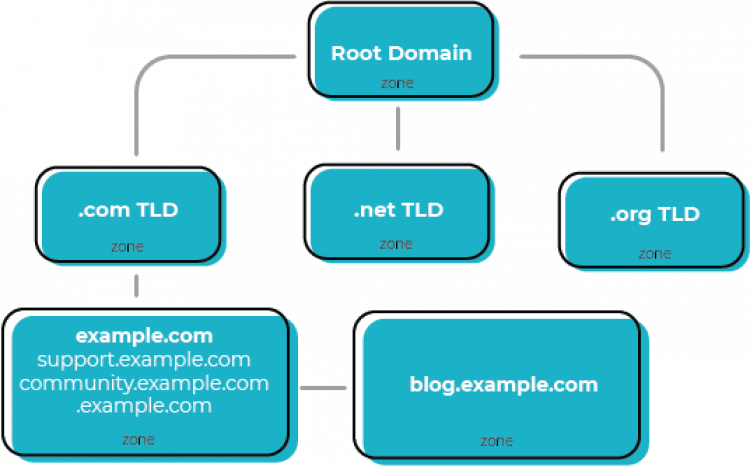 Root Domain
zone
.com TLD
zone
.net TLD
zone
.org TLD
zone
example.com
support.example.com
community.example.com
.example.com
zone
blog.example.com
zone